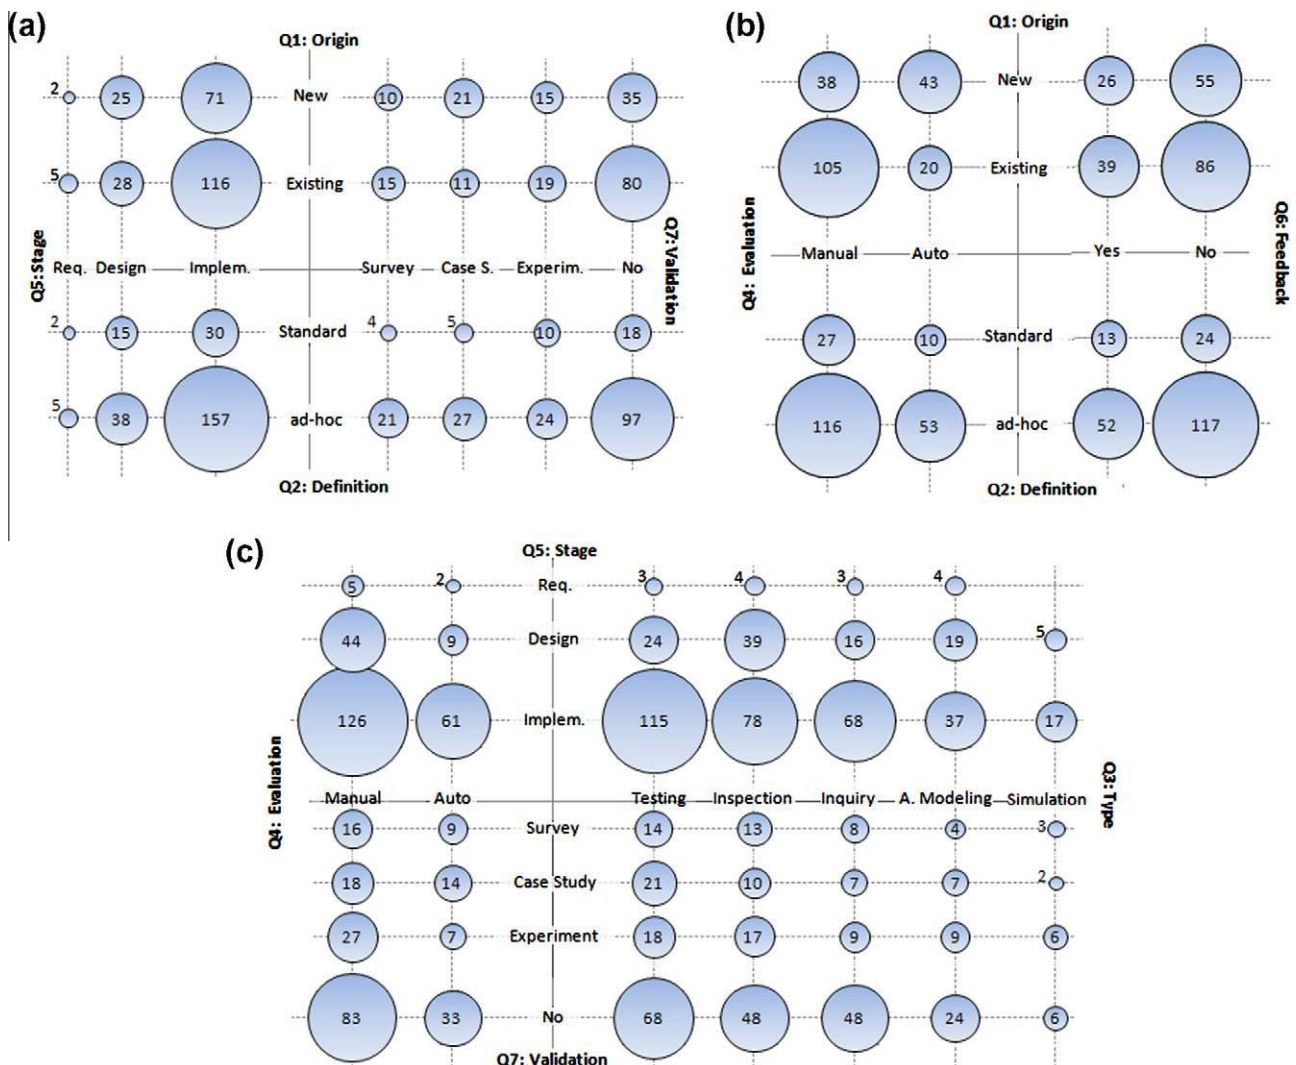 (a)
Q1: Origin
2 25 71 New 10 21 15 35
5 28 116 Existing 15 11 19 80
Q5: Stage
Req. Design Implem. Survey Case S. Experim. No
Q7: Validation
2 15 30 Standard 4 5 10 18
5 38 157 ad-hoc 21 27 24 97
Q2: Definition
(b)
Q1: Origin
38 43 New 26 55
105 20 Existing 39 86
Q4: Evaluation
Manual Auto Yes No
Q6: Feedback
27 10 Standard 13 24
116 53 ad-hoc 52 117
Q2: Definition
(c)
Q5: Stage
5 2 Req. 3 4 3 4
44 9 Design 24 39 16 19 5
126 61 Implem. 115 78 68 37 17
Q4: Evaluation
Manual Auto Testing Inspection Inquiry A. Modeling Simulation
Q3: Type
16 9 Survey 14 13 8 4 3
18 14 Case Study 21 10 7 7 2
27 7 Experiment 18 17 9 9 6
83 33 No 68 48 48 24 6
Q7: Validation